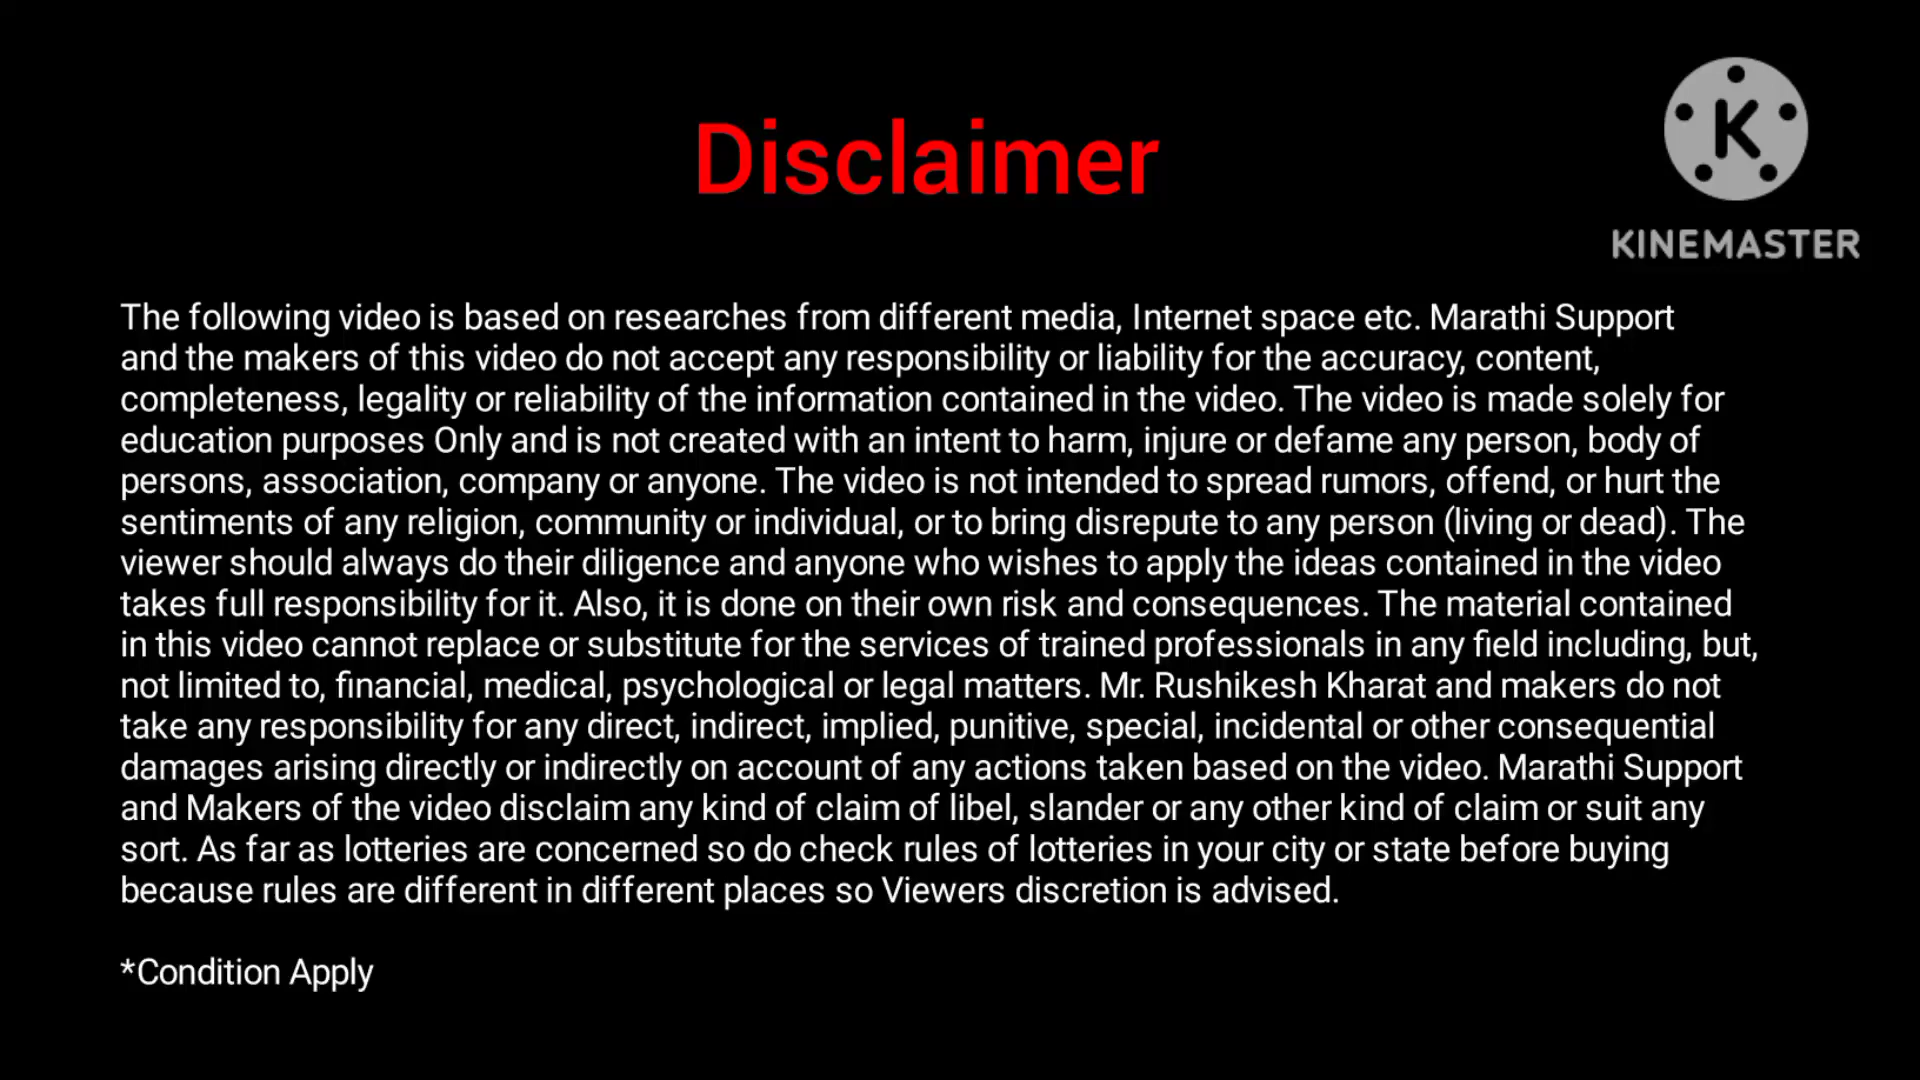 Disclaimer
K
KINEMASTER
The following video is based on researches from different media, Internet space etc. Marathi Support
and the makers of this video do not accept any responsibility or liability for the accuracy, content,
completeness, legality or reliability of the information contained in the video. The video is made solely for
education purposes Only and is not created with an intent to harm, injure or defame any person, body of
persons, association, company or anyone. The video is not intended to spread rumors, offend, or hurt the
sentiments of any religion, community or individual, or to bring disrepute to any person (living or dead). The
viewer should always do their diligence and anyone who wishes to apply the ideas contained in the video
takes full responsibility for it. Also, it is done on their own risk and consequences. The material contained
in this video cannot replace or substitute for the services of trained professionals in any field including, but,
not limited to, financial, medical, psychological or legal matters. Mr. Rushikesh Kharat and makers do not
take any responsibility for any direct, indirect, implied, punitive, special, incidental or other consequential
damages arising directly or indirectly on account of any actions taken based on the video. Marathi Support
and Makers of the video disclaim any kind of claim of libel, slander or any other kind of claim or suit any
sort. As far as lotteries are concerned so do check rules of lotteries in your city or state before buying
because rules are different in different places so Viewers discretion is advised.
*Condition Apply